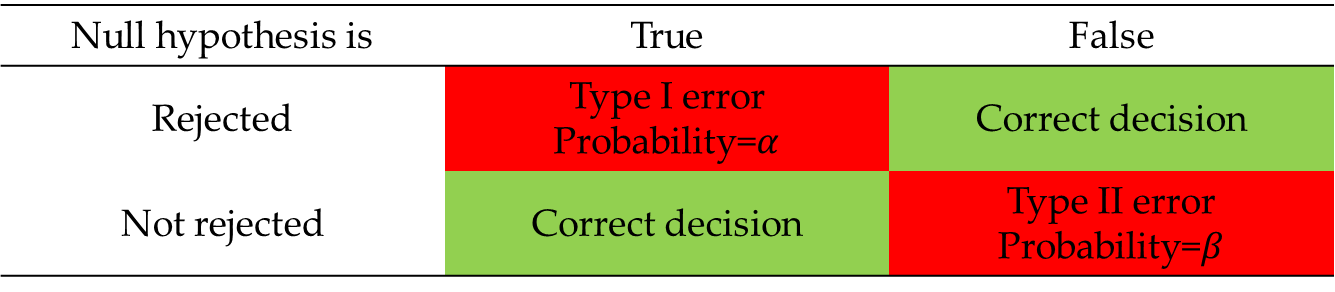 Null hypothesis is True False
Type I error
Rejected Correct decision
Probability=α
Type II error
Not rejected Correct decision
Probability=β